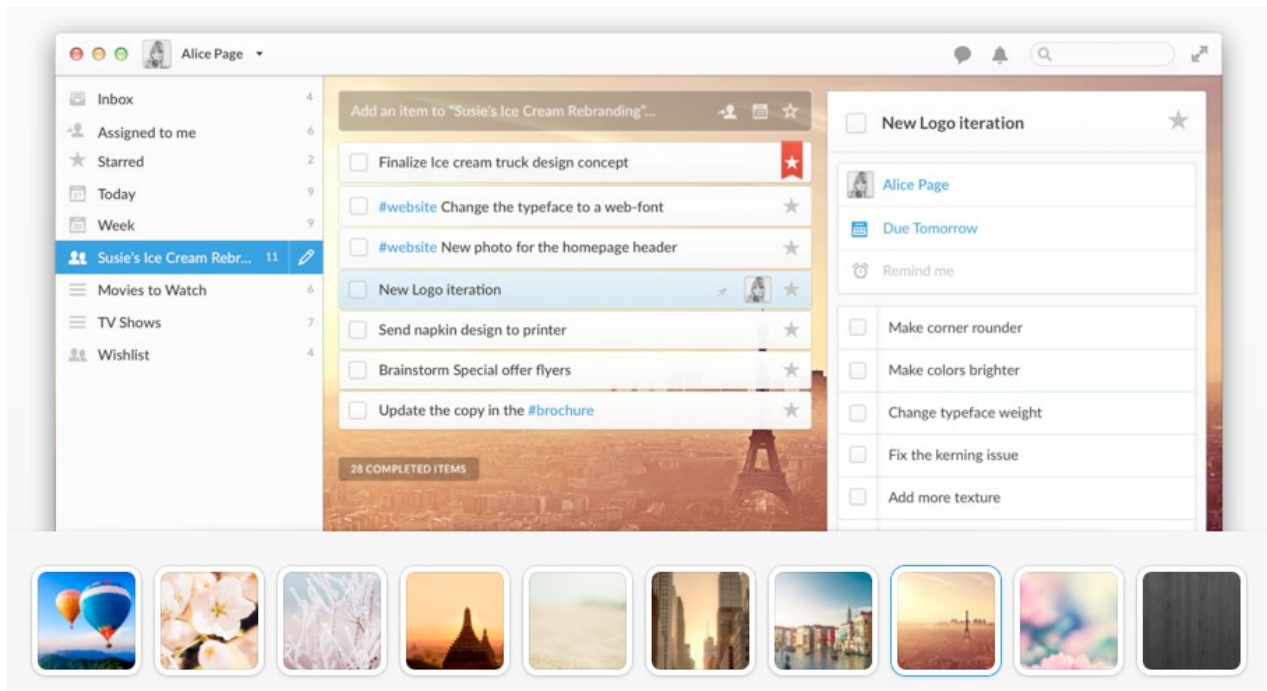 Alice Page
Inbox 4
Assigned to me 6
Starred 2
Today 9
Week 9
Susie's Ice Cream Rebr... 11
Movies to Watch 6
TV Shows 7
Wishlist 4
Add an item to "Susie's Ice Cream Rebranding"...
Finalize Ice cream truck design concept
#website Change the typeface to a web-font
#website New photo for the homepage header
New Logo iteration
Send napkin design to printer
Brainstorm Special offer flyers
Update the copy in the #brochure
28 COMPLETED ITEMS
New Logo iteration
Alice Page
Due Tomorrow
Remind me
Make corner rounder
Make colors brighter
Change typeface weight
Fix the kerning issue
Add more texture